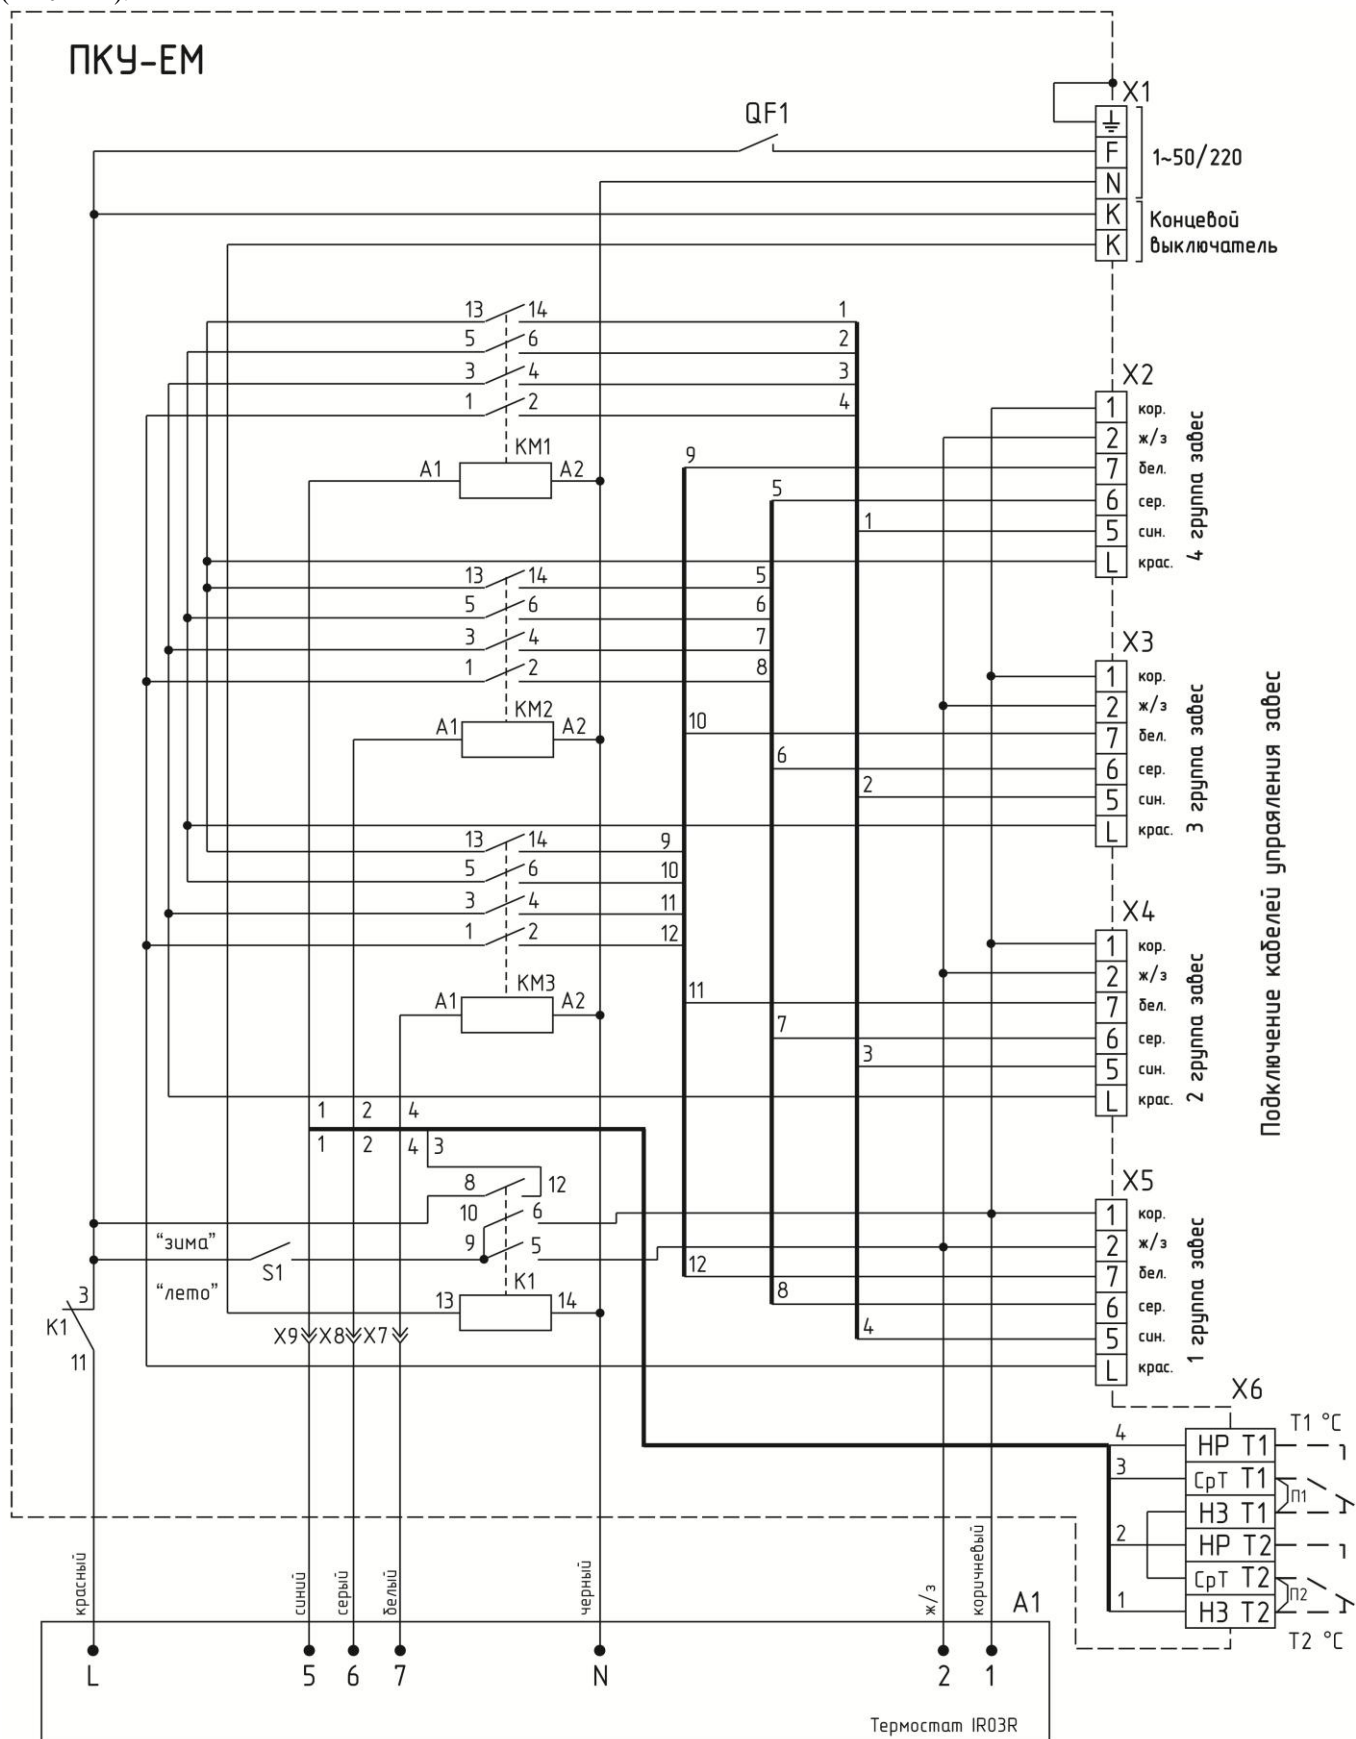 ПКУ-ЕМ
QF1
X1
F
N
K
K
1~50/220
Концевой
выключатель
13 14 1
5 6 2
3 4 3
1 2 4
KM1
A1 A2
X2
1 кор.
2 ж/з
9 7 бел.
5 6 сер.
1 5 син.
L крас.
4 группа завес
13 14 5
5 6 6
3 4 7
1 2 8
KM2
A1 A2
X3
1 кор.
2 ж/з
10 7 бел.
6 6 сер.
2 5 син.
L крас.
3 группа завес
13 14 9
5 6 10
3 4 11
1 2 12
KM3
A1 A2
X4
1 кор.
2 ж/з
11 7 бел.
7 6 сер.
3 5 син.
L крас.
2 группа завес
Подключение кабелей упраяления завес
1 2 4
1 2 4 3
8 12
10 6
9 5
"зима"
S1
"лето"
K1
13 14
3
K1
11
X9 X8 X7
X5
1 кор.
2 ж/з
12 7 бел.
8 6 сер.
4 5 син.
L крас.
1 группа завес
X6
T1 °C
4 НР T1
3 СрТ T1
П1
НЗ T1
2 НР T2
СрТ T2
П2
1 НЗ T2
T2 °C
красный
синий
серый
белый
черный
ж/з
коричневый
A1
L 5 6 7 N 2 1
Термостат IR03R